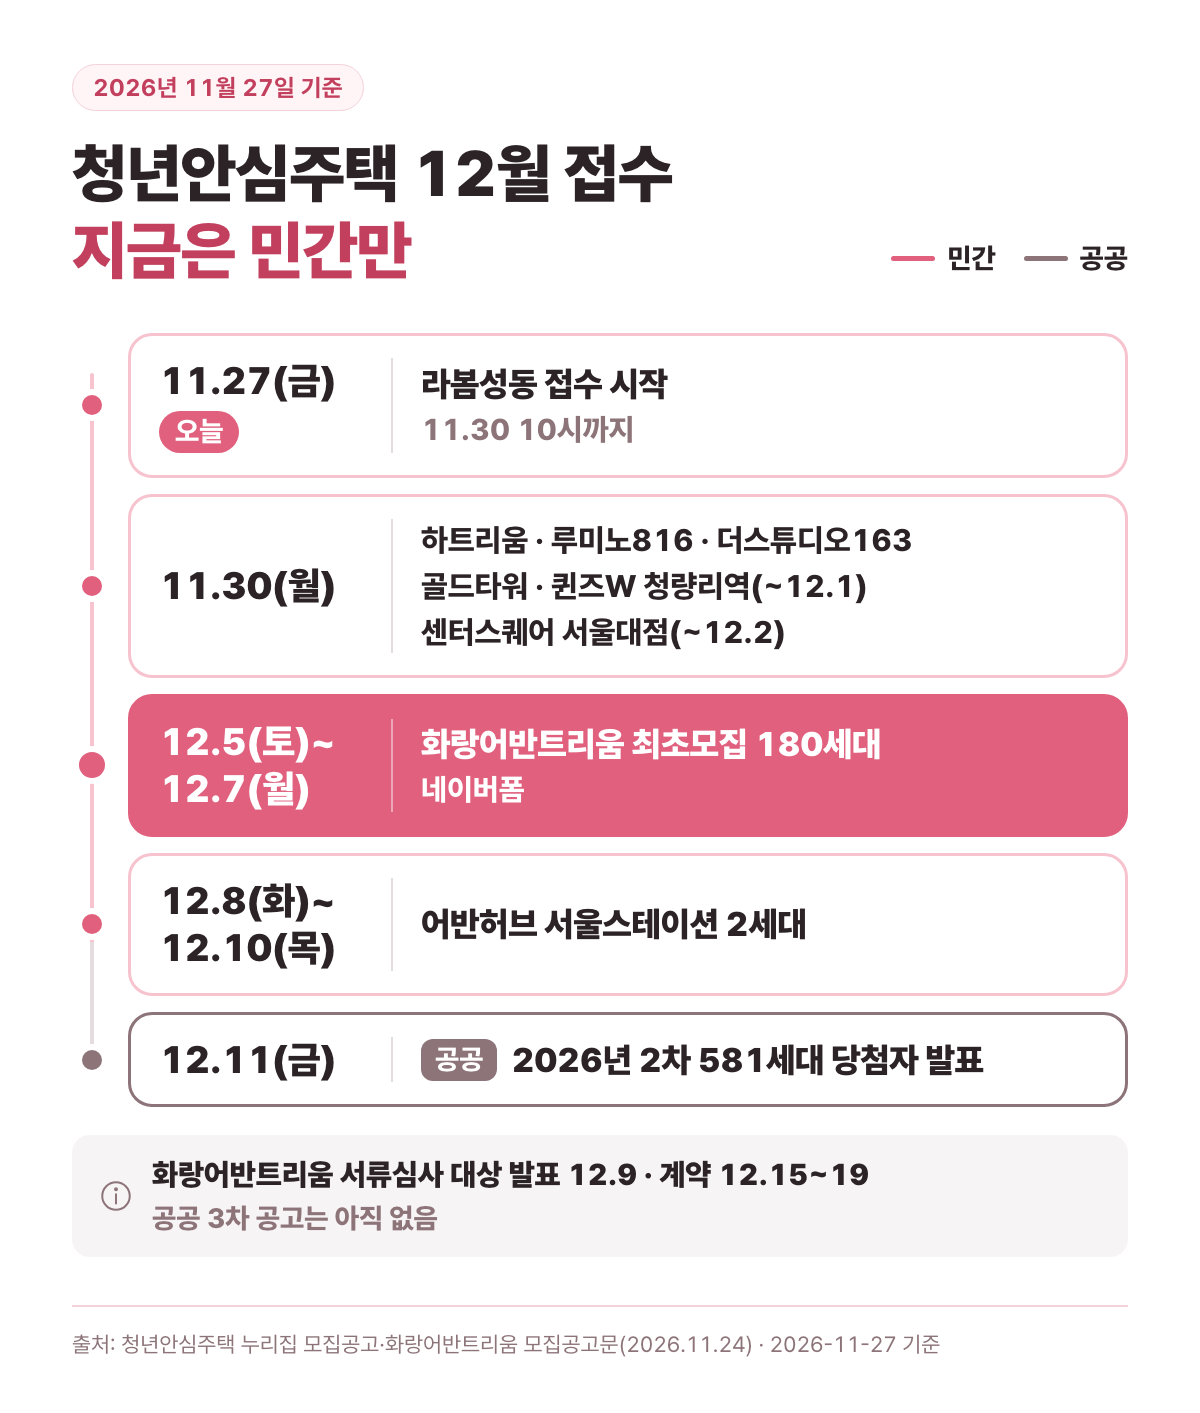 2026년 11월 27일 기준
청년안심주택 12월 접수
지금은 민간만
민간 공공
11.27(금)
오늘
라봄성동 접수 시작
11.30 10시까지
11.30(월)
하트리움 · 루미노816 · 더스튜디오163
골드타워 · 퀸즈W 청량리역(~12.1)
센터스퀘어 서울대점(~12.2)
12.5(토)~
12.7(월)
화랑어반트리움 최초모집 180세대
네이버폼
12.8(화)~
12.10(목)
어반허브 서울스테이션 2세대
12.11(금)
공공 2026년 2차 581세대 당첨자 발표
화랑어반트리움 서류심사 대상 발표 12.9 · 계약 12.15~19
공공 3차 공고는 아직 없음
출처: 청년안심주택 누리집 모집공고·화랑어반트리움 모집공고문(2026.11.24) · 2026-11-27 기준